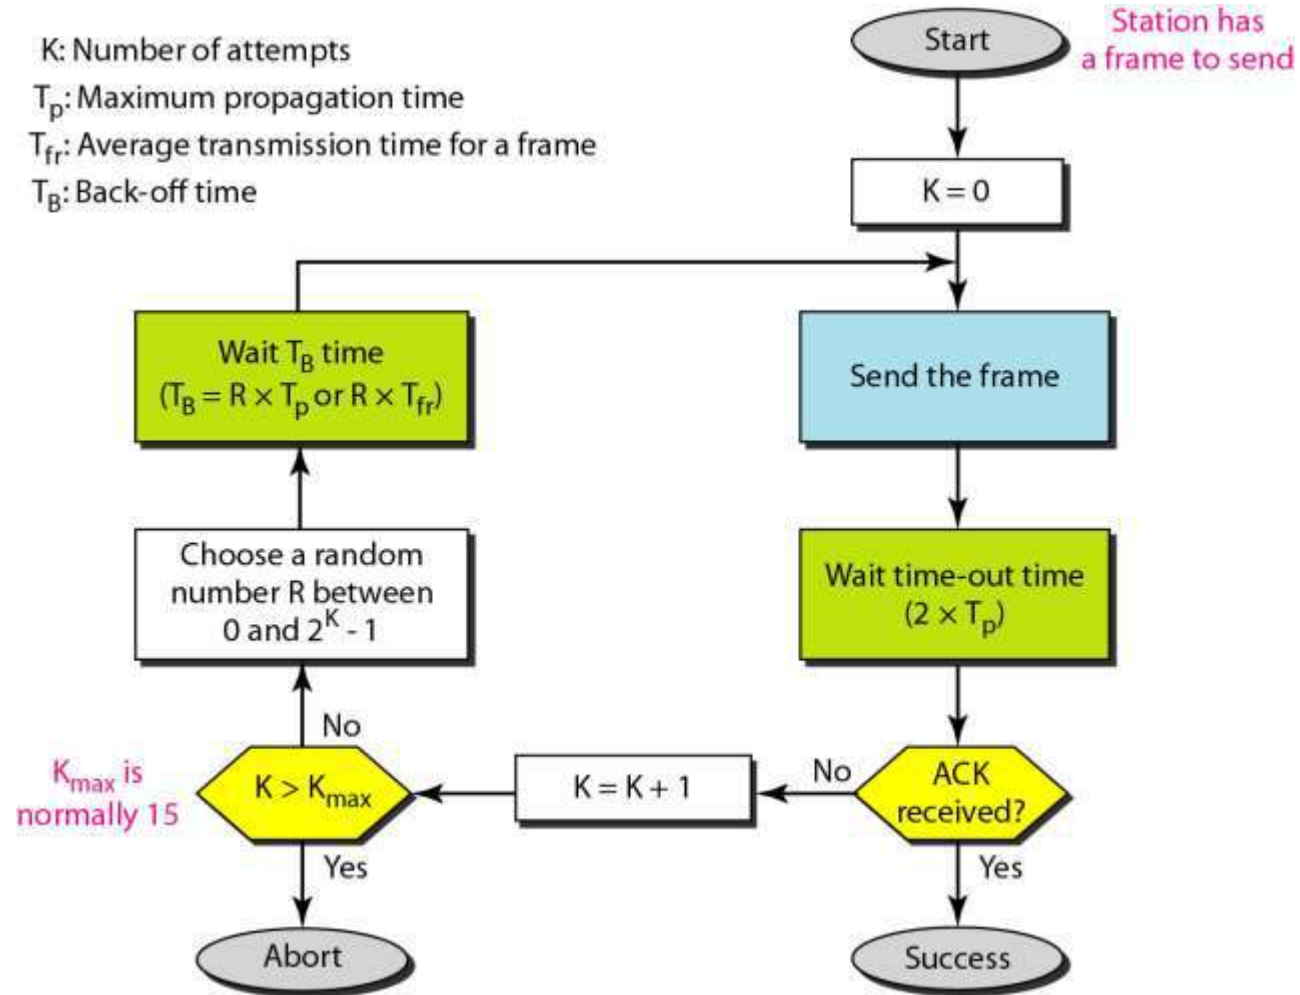 K: Number of attempts
Tp: Maximum propagation time
Tfr: Average transmission time for a frame
TB: Back-off time
Start
Station has
a frame to send
K = 0
Wait TB time
(TB = R × Tp or R × Tfr)
Send the frame
Choose a random
number R between
0 and 2^K - 1
Wait time-out time
(2 × Tp)
No
Kmax is
normally 15
K > Kmax
K = K + 1
No
ACK
received?
Yes
Yes
Abort
Success